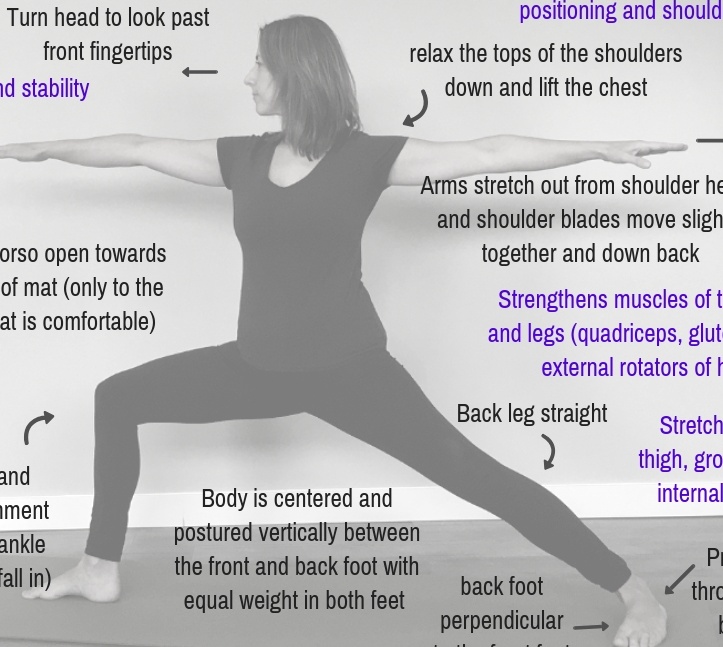 Turn head to look past
front fingertips
positioning and should
nd stability
relax the tops of the shoulders
down and lift the chest
Arms stretch out from shoulder he
and shoulder blades move sligh
together and down back
orso open towards
of mat (only to the
at is comfortable)
Strengthens muscles of t
and legs (quadriceps, glut
external rotators of h
Back leg straight
Stretch
thigh, gro
internal
and
nment
ankle
fall in)
Body is centered and
postured vertically between
the front and back foot with
equal weight in both feet
back foot
perpendicular
Pr
thro
b